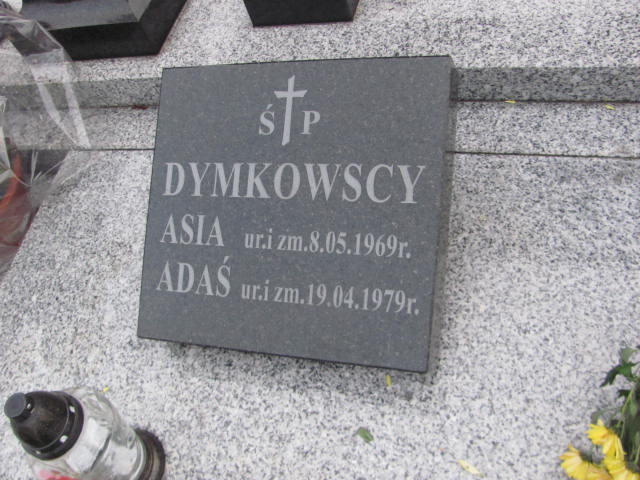 Ś P
DYMKOWSCY
ASIA ur.i zm.8.05.1969r.
ADAŚ ur.i zm.19.04.1979r.